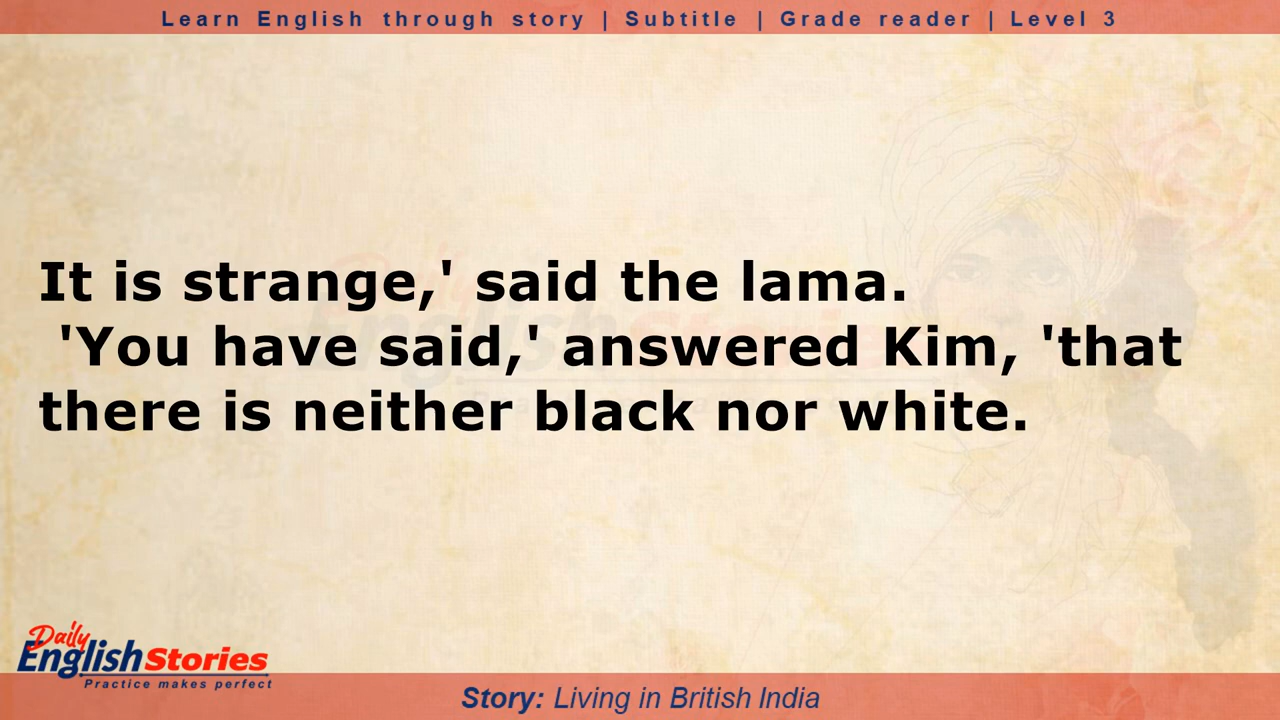 Learn English through story | Subtitle | Grade reader | Level 3
It is strange,' said the lama.
'You have said,' answered Kim, 'that
there is neither black nor white.
Daily
English Stories
Practice makes perfect
Story: Living in British India